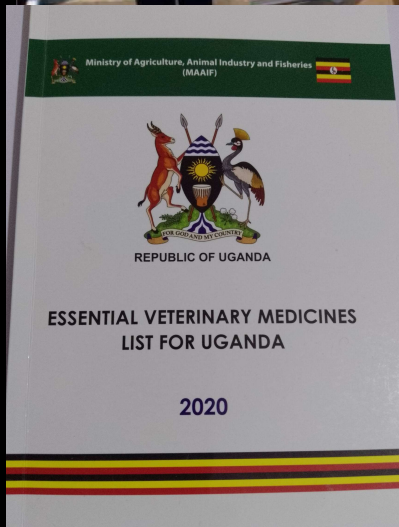 Ministry of Agriculture, Animal Industry and Fisheries
(MAAIF)
FOR GOD AND MY COUNTRY
REPUBLIC OF UGANDA
ESSENTIAL VETERINARY MEDICINES
LIST FOR UGANDA
2020